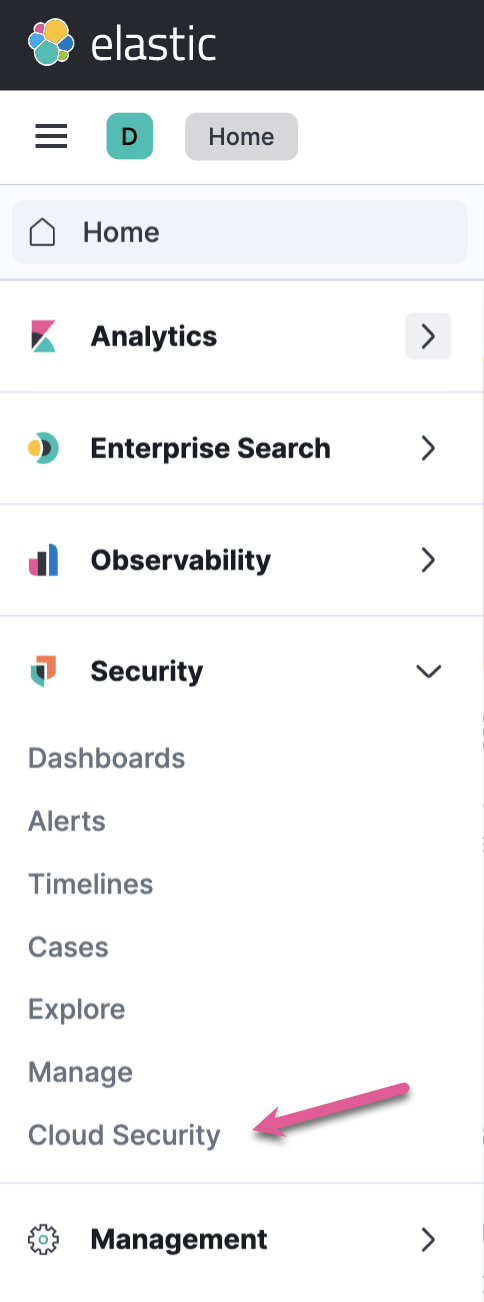 elastic
D Home
Home
Analytics
Enterprise Search
Observability
Security
Dashboards
Alerts
Timelines
Cases
Explore
Manage
Cloud Security
Management